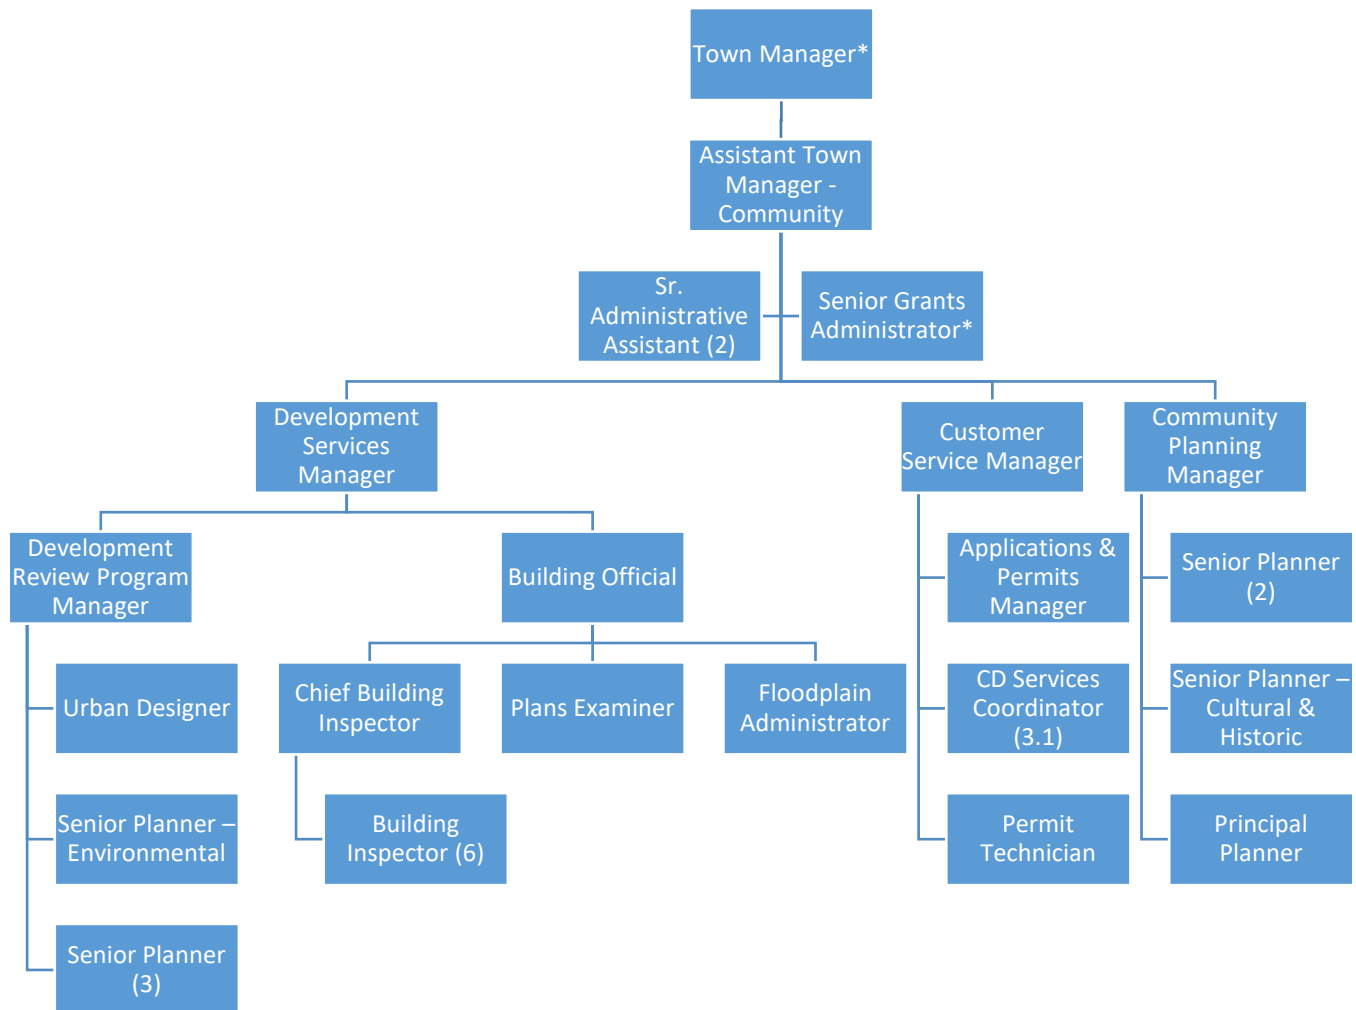 Town Manager*
Assistant Town
Manager -
Community
Sr.
Administrative
Assistant (2)
Senior Grants
Administrator*
Development
Services
Manager
Customer
Service Manager
Community
Planning
Manager
Development
Review Program
Manager
Building Official
Applications &
Permits
Manager
Senior Planner
(2)
Urban Designer
Chief Building
Inspector
Plans Examiner
Floodplain
Administrator
CD Services
Coordinator
(3.1)
Senior Planner –
Cultural &
Historic
Senior Planner –
Environmental
Building
Inspector (6)
Permit
Technician
Principal
Planner
Senior Planner
(3)